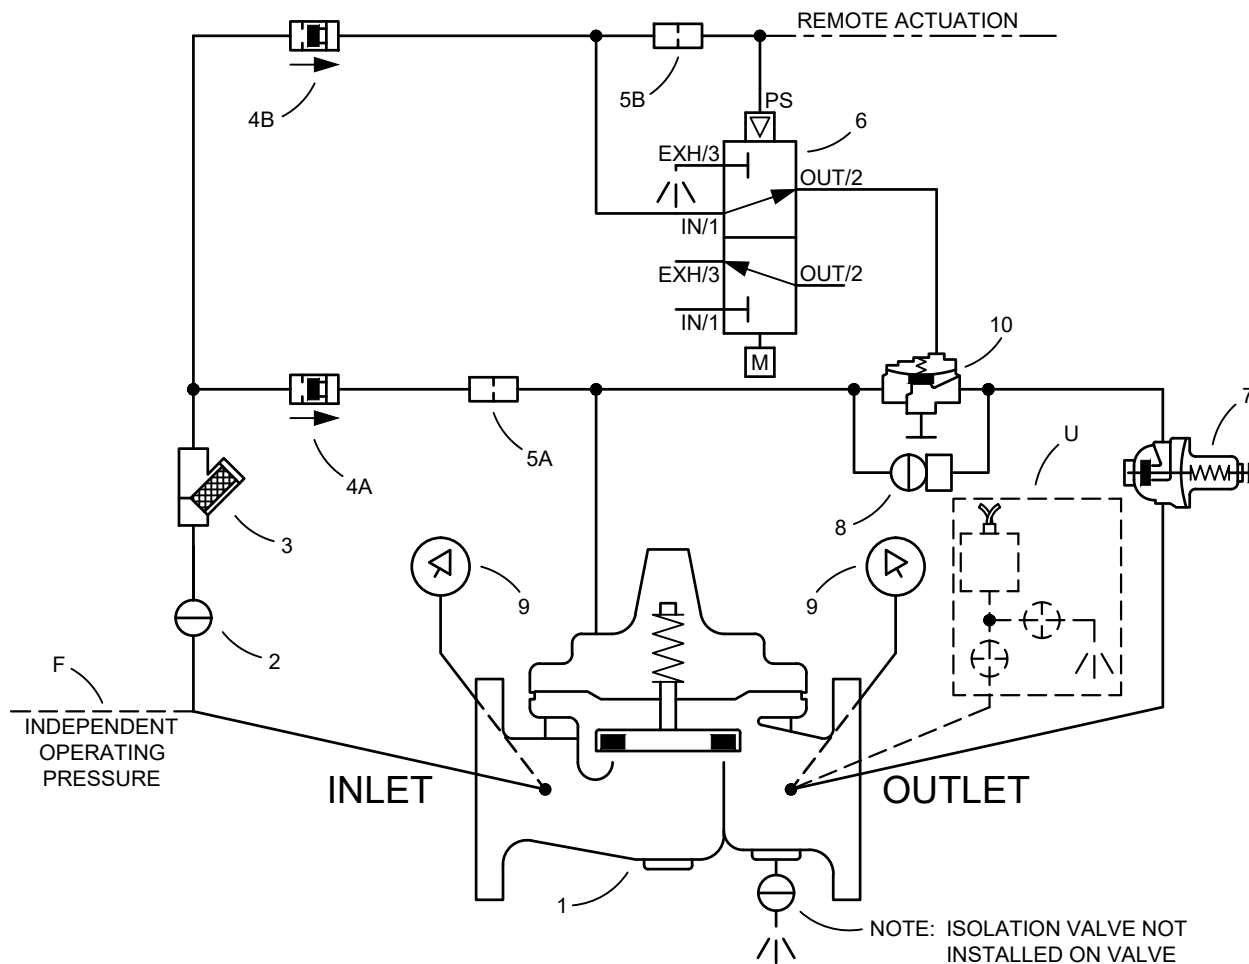 REMOTE ACTUATION
4B
5B
PS
6
EXH/3
OUT/2
IN/1
EXH/3
OUT/2
IN/1
M
10
7
U
4A
5A
8
3
9
9
2
F
INDEPENDENT
OPERATING
PRESSURE
INLET
OUTLET
1
NOTE: ISOLATION VALVE NOT
INSTALLED ON VALVE